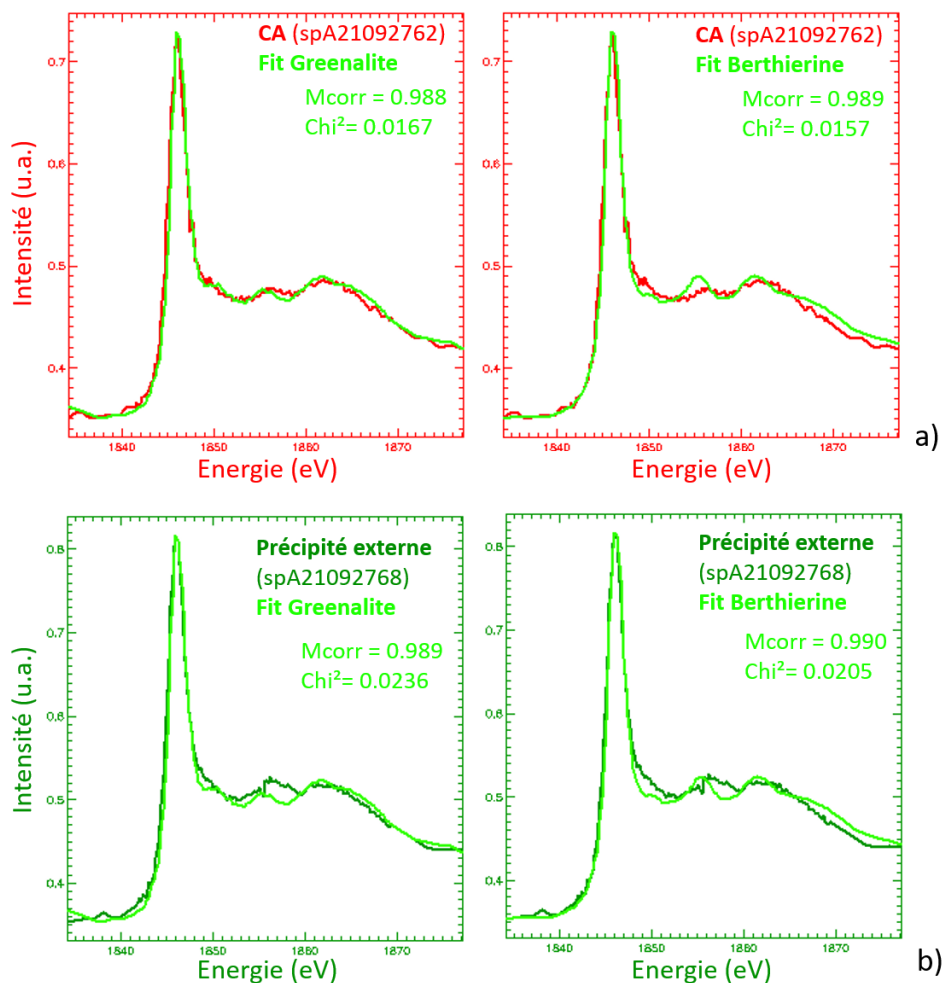 CA (spA21092762)
Fit Greenalite
Mcorr = 0.988
Chi²= 0.0167
0.7
0.6
0.5
0.4
Intensité (u.a.)
1840
1850
1860
1870
Energie (eV)
CA (spA21092762)
Fit Berthierine
Mcorr = 0.989
Chi²= 0.0157
0.7
0.6
0.5
0.4
1840
1850
1860
1870
Energie (eV)
a)
Précipité externe
(spA21092768)
Fit Greenalite
Mcorr = 0.989
Chi²= 0.0236
0.8
0.7
0.6
0.5
0.4
Intensité (u.a.)
1840
1850
1860
1870
Energie (eV)
Précipité externe
(spA21092768)
Fit Berthierine
Mcorr = 0.990
Chi²= 0.0205
0.8
0.7
0.6
0.5
0.4
1840
1850
1860
1870
Energie (eV)
b)